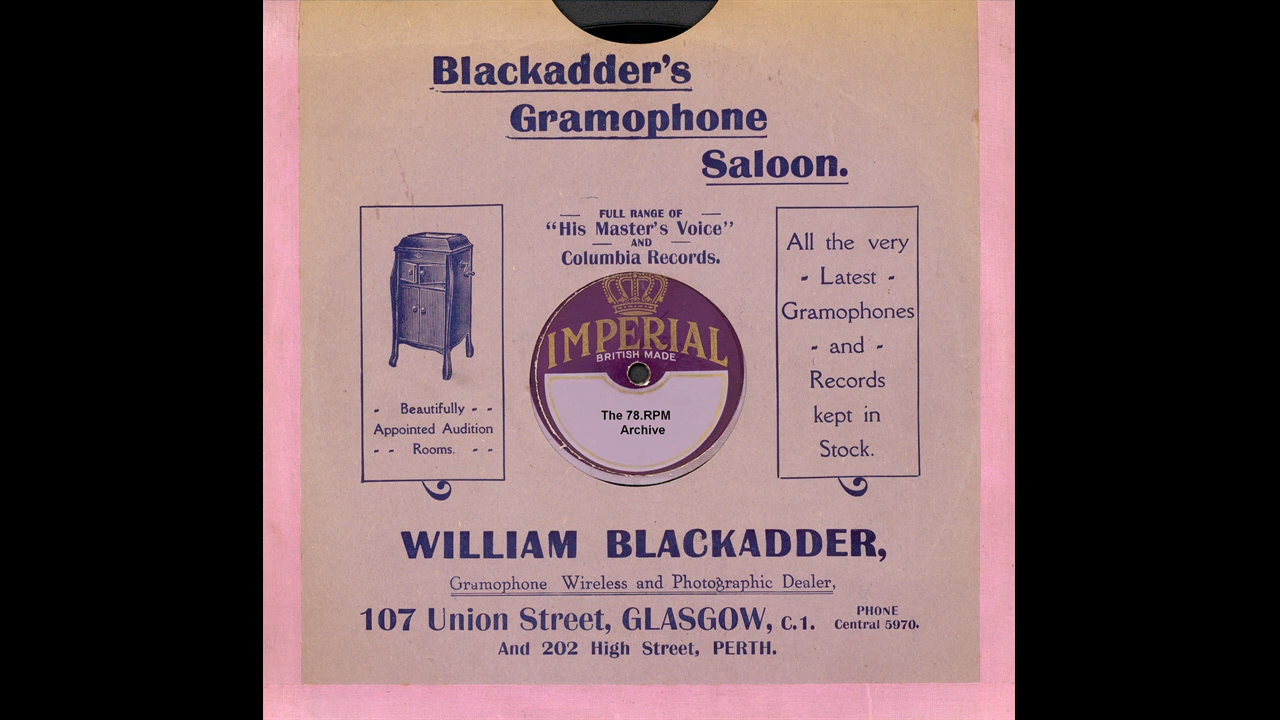 Blackadder's
Gramophone
Saloon.
FULL RANGE OF
"His Master's Voice"
AND
Columbia Records.
IMPERIAL
BRITISH MADE
The 78.RPM
Archive
- Beautifully - -
Appointed Audition
- - Rooms. - -
All the very
- Latest -
Gramophones
- and -
Records
kept in
Stock.
WILLIAM BLACKADDER,
Gramophone Wireless and Photographic Dealer,
107 Union Street, GLASGOW, C.1.
PHONE
Central 5970.
And 202 High Street, PERTH.